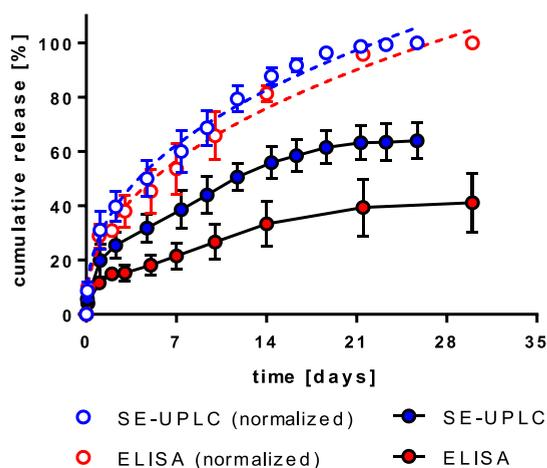 cumulative release [%]
100
80
60
40
20
0
0 7 14 21 28 35
time [days]
SE-UPLC (normalized) SE-UPLC
ELISA (normalized) ELISA